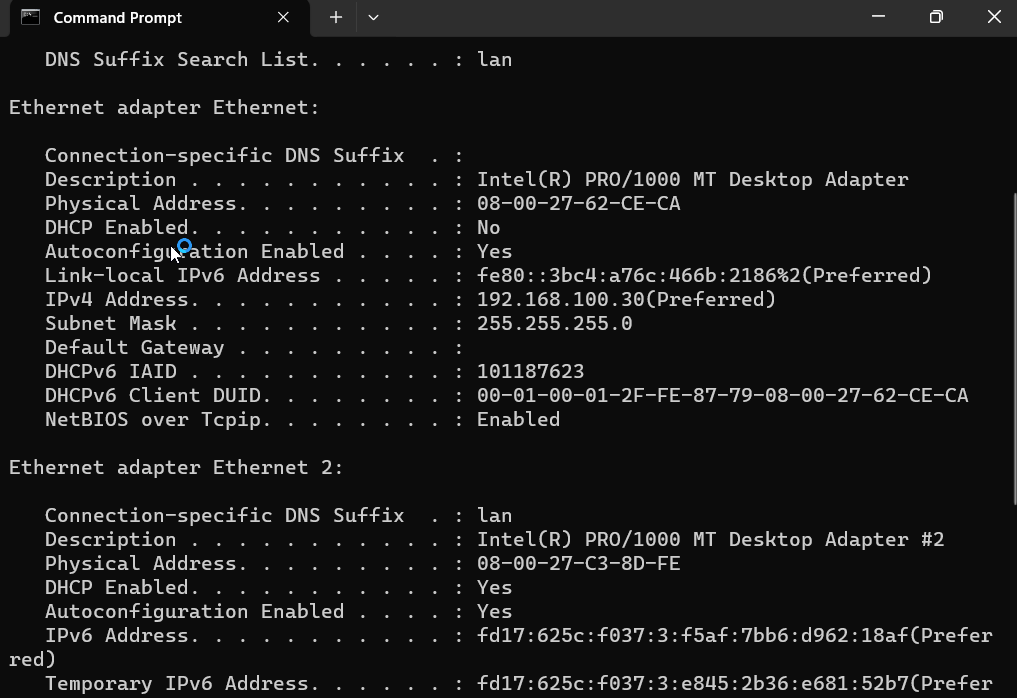 Command Prompt
DNS Suffix Search List. . . . . . : lan
Ethernet adapter Ethernet:
Connection-specific DNS Suffix  . :
Description . . . . . . . . . . . : Intel(R) PRO/1000 MT Desktop Adapter
Physical Address. . . . . . . . . : 08-00-27-62-CE-CA
DHCP Enabled. . . . . . . . . . . : No
Autoconfiguration Enabled . . . . : Yes
Link-local IPv6 Address . . . . . : fe80::3bc4:a76c:466b:2186%2(Preferred)
IPv4 Address. . . . . . . . . . . : 192.168.100.30(Preferred)
Subnet Mask . . . . . . . . . . . : 255.255.255.0
Default Gateway . . . . . . . . . :
DHCPv6 IAID . . . . . . . . . . . : 101187623
DHCPv6 Client DUID. . . . . . . . : 00-01-00-01-2F-FE-87-79-08-00-27-62-CE-CA
NetBIOS over Tcpip. . . . . . . . : Enabled
Ethernet adapter Ethernet 2:
Connection-specific DNS Suffix  . : lan
Description . . . . . . . . . . . : Intel(R) PRO/1000 MT Desktop Adapter #2
Physical Address. . . . . . . . . : 08-00-27-C3-8D-FE
DHCP Enabled. . . . . . . . . . . : Yes
Autoconfiguration Enabled . . . . : Yes
IPv6 Address. . . . . . . . . . . : fd17:625c:f037:3:f5af:7bb6:d962:18af(Prefer
red)
Temporary IPv6 Address. . . . . . : fd17:625c:f037:3:e845:2b36:e681:52b7(Prefer